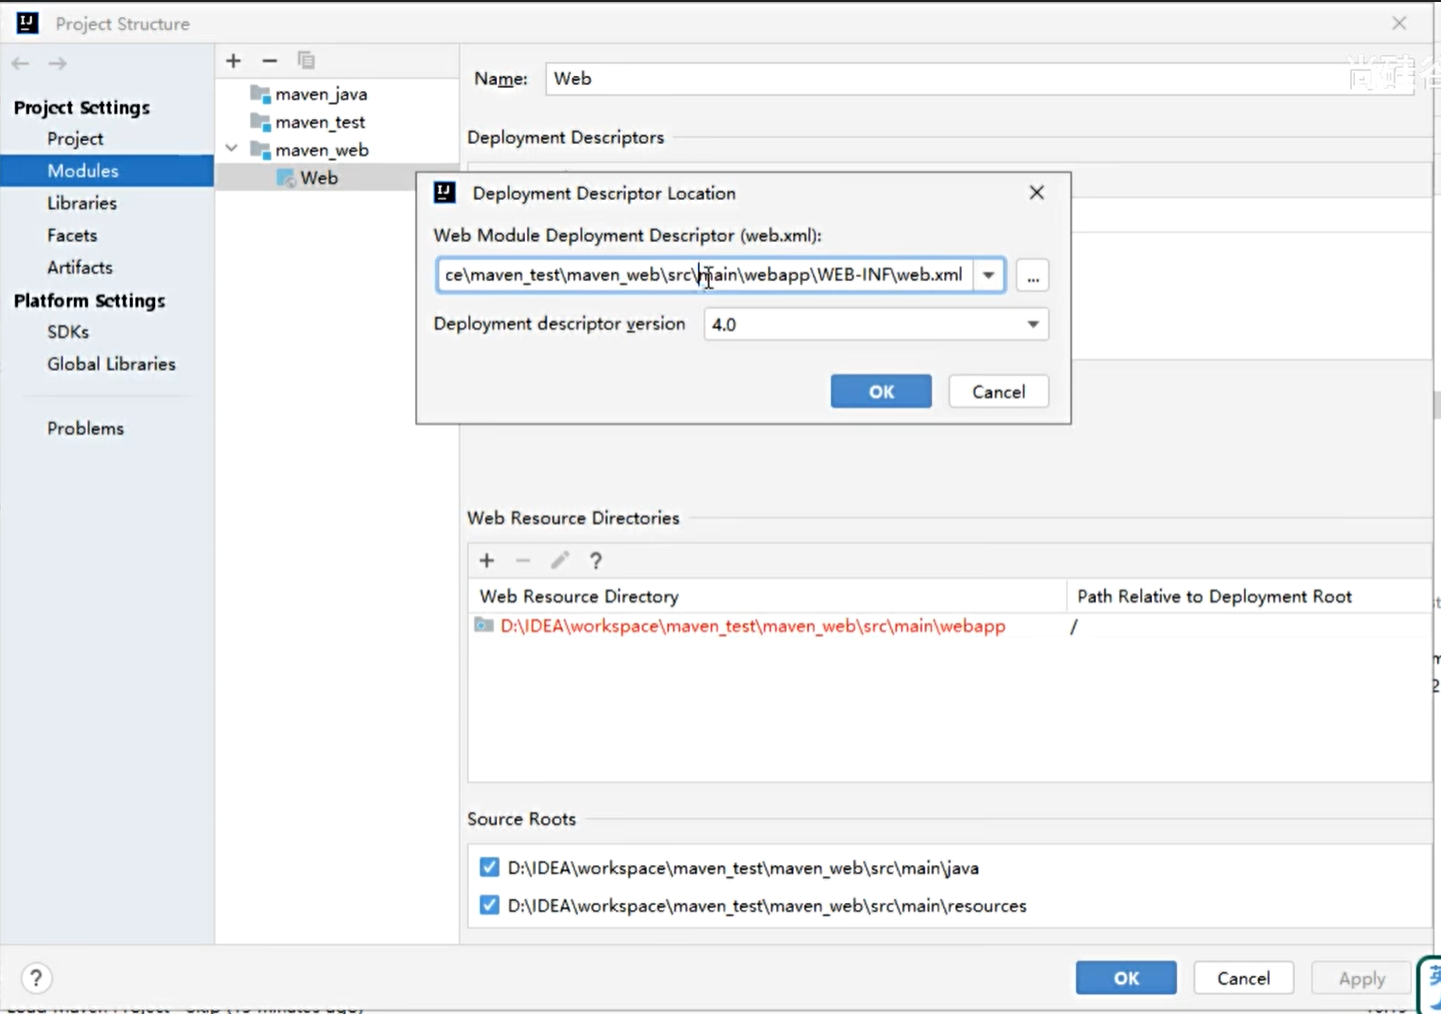 Project Structure
尚硅谷
Project Settings
Project
Modules
Libraries
Facets
Artifacts
Platform Settings
SDKs
Global Libraries
Problems
maven_java
maven_test
maven_web
Web
Name: Web
Deployment Descriptors
Deployment Descriptor Location
Web Module Deployment Descriptor (web.xml):
ce\maven_test\maven_web\src\main\webapp\WEB-INF\web.xml
...
Deployment descriptor version 4.0
OK Cancel
Web Resource Directories
Web Resource Directory Path Relative to Deployment Root
D:\IDEA\workspace\maven_test\maven_web\src\main\webapp /
Source Roots
D:\IDEA\workspace\maven_test\maven_web\src\main\java
D:\IDEA\workspace\maven_test\maven_web\src\main\resources
? OK Cancel Apply
英